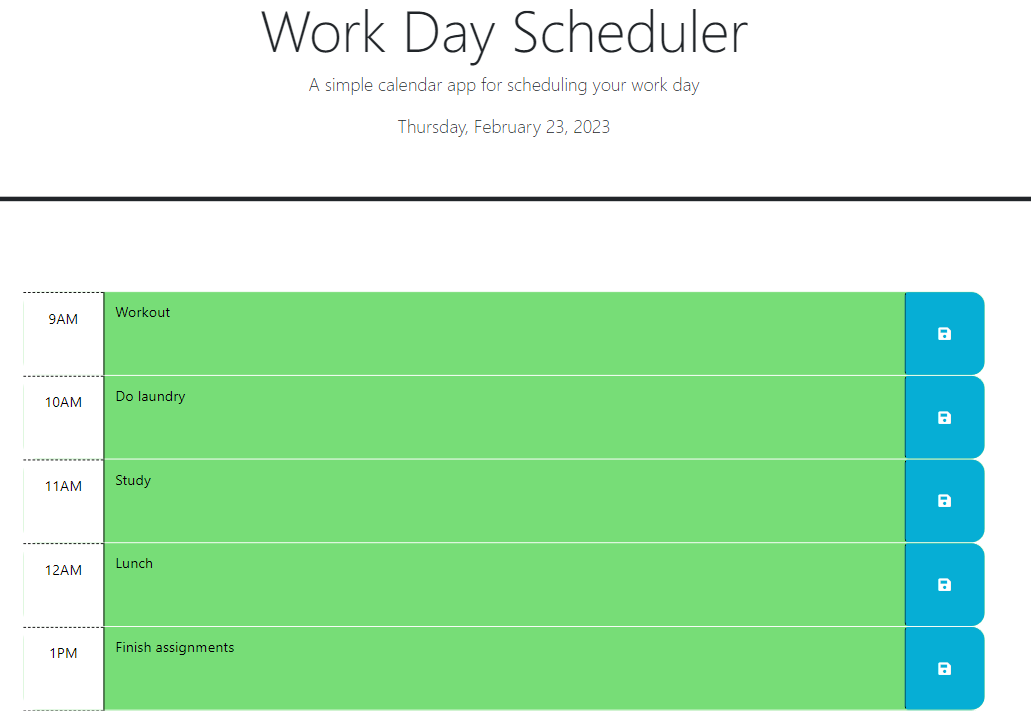 Work Day Scheduler
A simple calendar app for scheduling your work day
Thursday, February 23, 2023
9AM Workout
10AM Do laundry
11AM Study
12AM Lunch
1PM Finish assignments